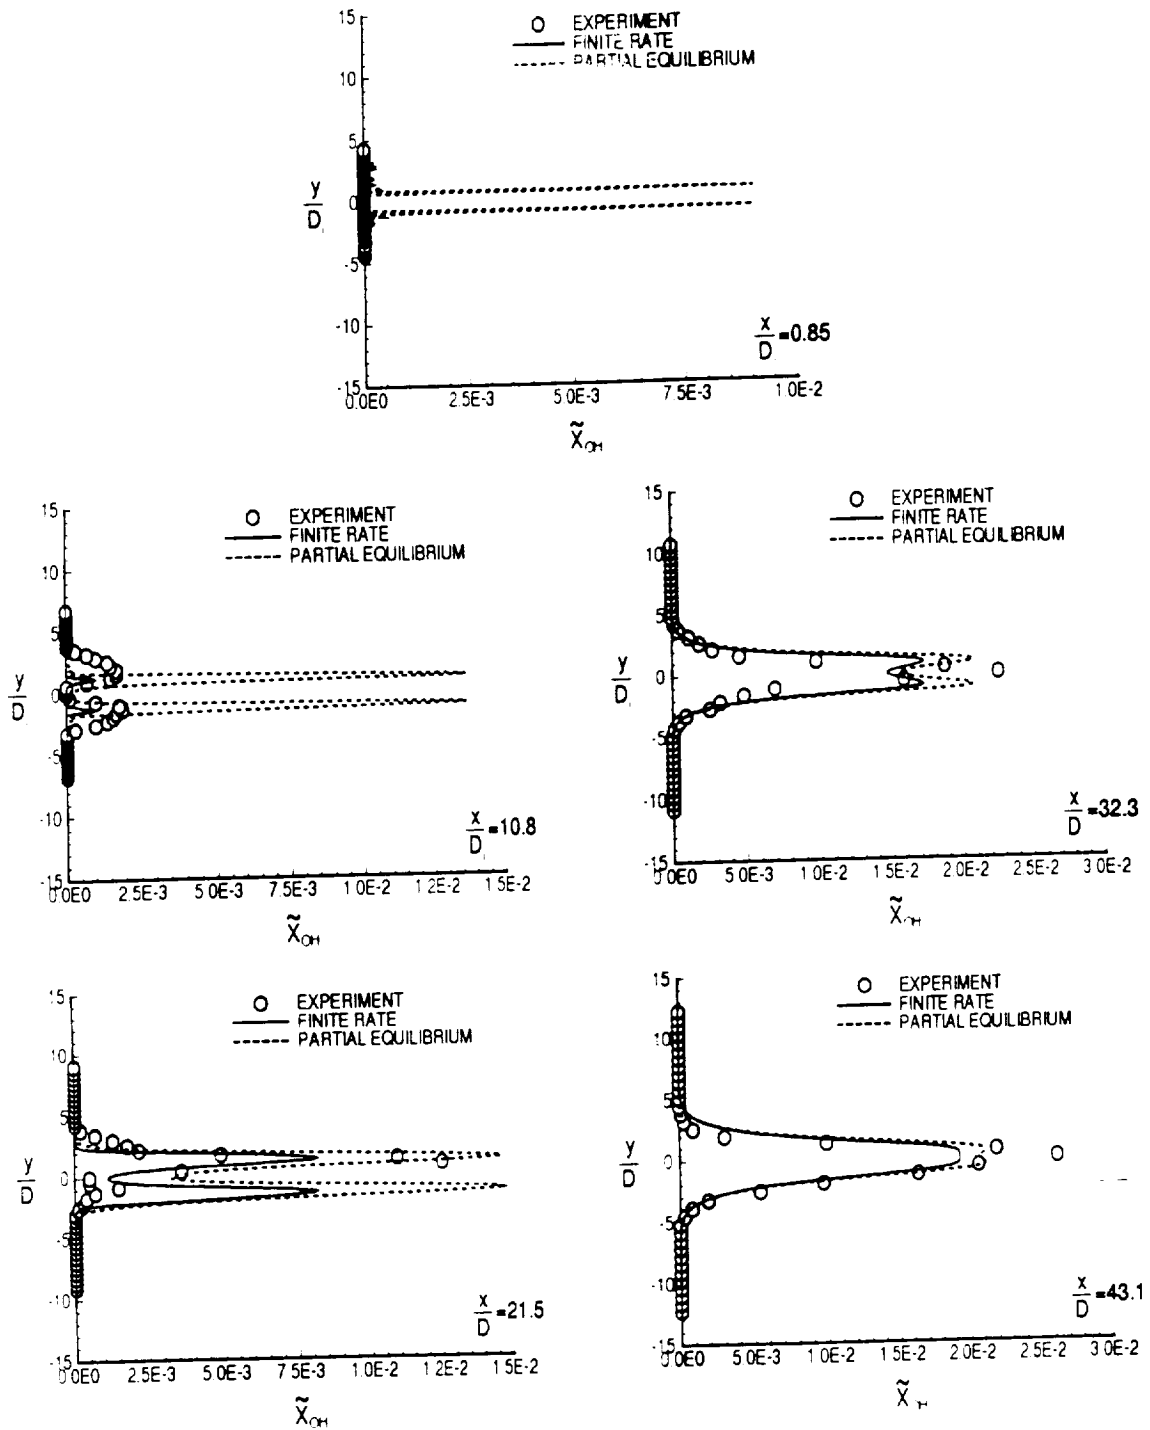 15
EXPERIMENT
FINITE RATE
PARTIAL EQUILIBRIUM
10
5
y
D
0
-5
-10
x
D
=0.85
-15
0.0E0 2.5E-3 5.0E-3 7.5E-3 1.0E-2
X̃OH
15
EXPERIMENT
FINITE RATE
PARTIAL EQUILIBRIUM
10
5
y
D
0
-5
-10
x
D
=10.8
-15
0.0E0 2.5E-3 5.0E-3 7.5E-3 1.0E-2 1.2E-2 1.5E-2
X̃OH
15
EXPERIMENT
FINITE RATE
PARTIAL EQUILIBRIUM
10
5
y
D
0
-5
-10
x
D
=32.3
-15
0.0E0 5.0E-3 1.0E-2 1.5E-2 2.0E-2 2.5E-2 3.0E-2
X̃OH
15
EXPERIMENT
FINITE RATE
PARTIAL EQUILIBRIUM
10
5
y
D
0
-5
-10
x
D
=21.5
-15
0.0E0 2.5E-3 5.0E-3 7.5E-3 1.0E-2 1.2E-2 1.5E-2
X̃OH
15
EXPERIMENT
FINITE RATE
PARTIAL EQUILIBRIUM
10
5
y
D
0
-5
-10
x
D
=43.1
-15
0.0E0 5.0E-3 1.0E-2 1.5E-2 2.0E-2 2.5E-2 3.0E-2
X̃OH